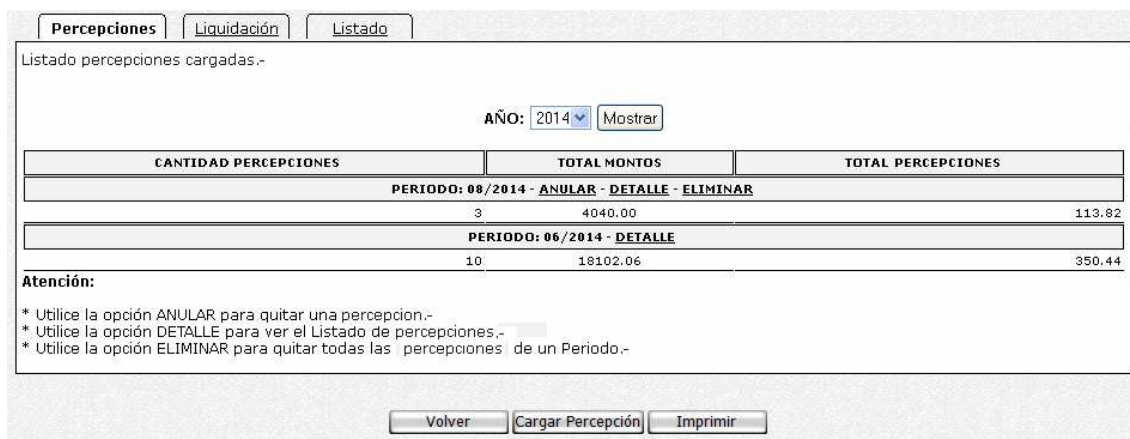 Percepciones Liquidación Listado
Listado percepciones cargadas.-
AÑO: 2014 Mostrar
CANTIDAD PERCEPCIONES TOTAL MONTOS TOTAL PERCEPCIONES
PERIODO: 08/2014 - ANULAR - DETALLE - ELIMINAR
3 4040.00 113.82
PERIODO: 06/2014 - DETALLE
10 18102.06 350.44
Atención:
* Utilice la opción ANULAR para quitar una percepcion.-
* Utilice la opción DETALLE para ver el Listado de percepciones.-
* Utilice la opción ELIMINAR para quitar todas las percepciones de un Periodo.-
Volver Cargar Percepción Imprimir